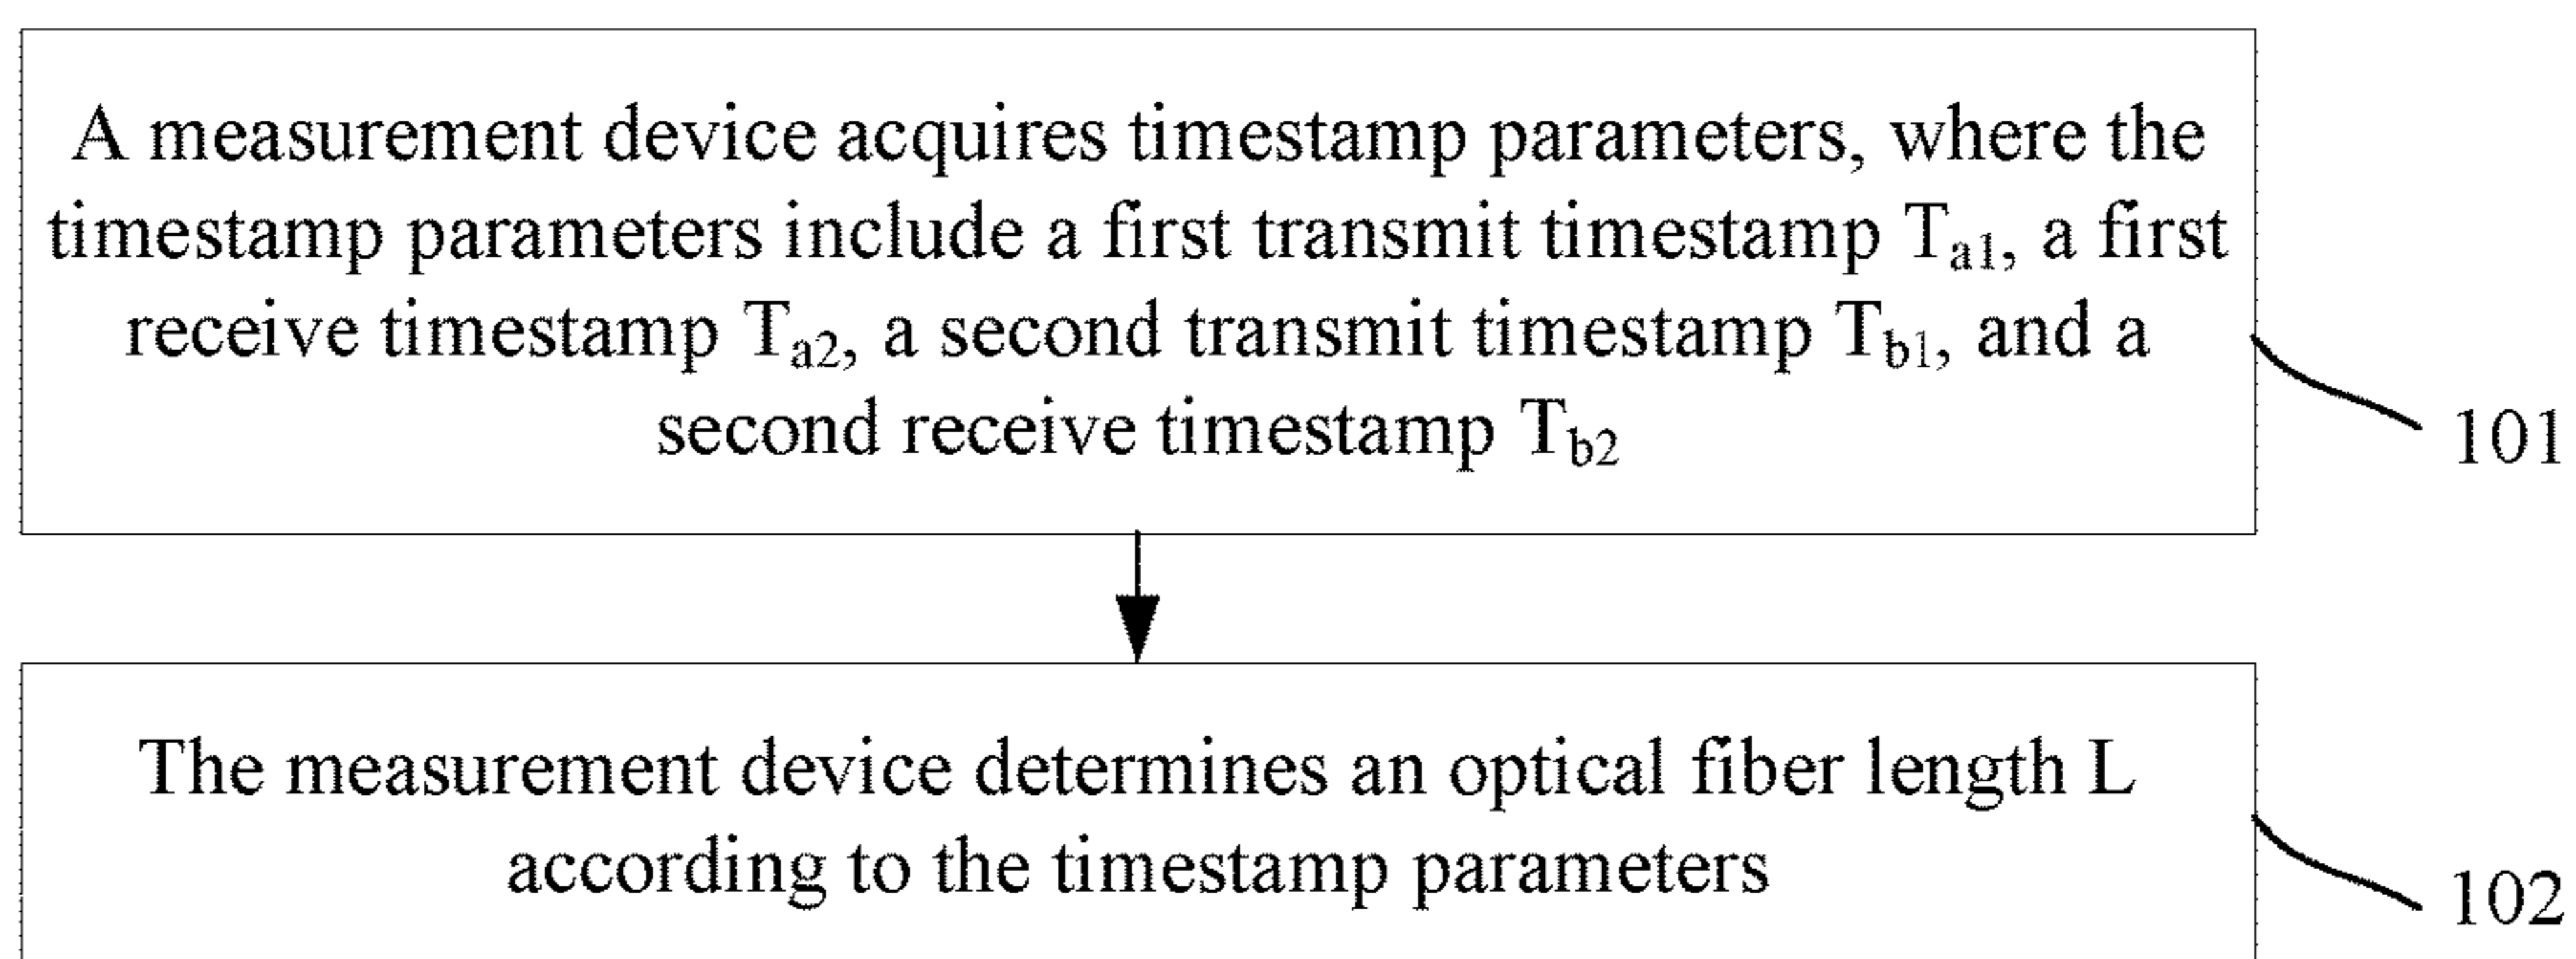 A measurement device acquires timestamp parameters, where the
timestamp parameters include a first transmit timestamp Ta1, a first
receive timestamp Ta2, a second transmit timestamp Tb1, and a
second receive timestamp Tb2
101
The measurement device determines an optical fiber length L
according to the timestamp parameters
102